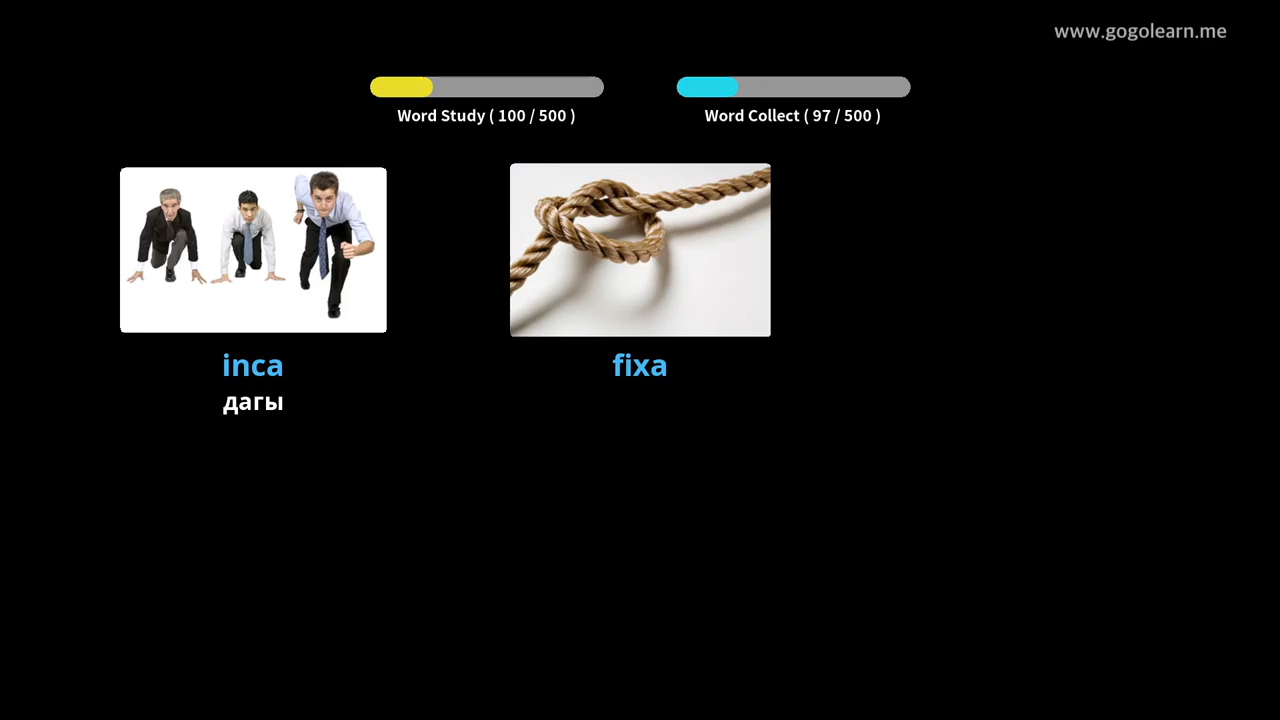 www.gogolearn.me
Word Study ( 100 / 500 )
Word Collect ( 97 / 500 )
inca
дагы
fixa